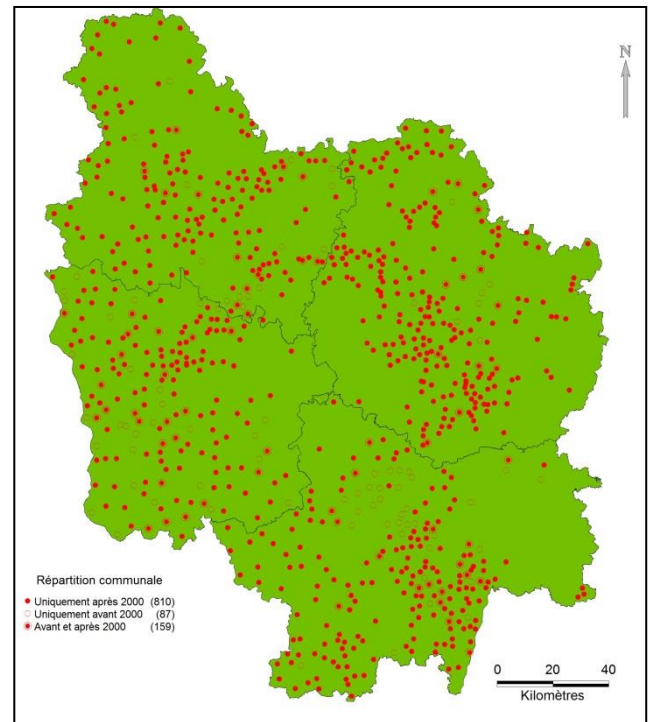 N
Répartition communale
Uniquement après 2000 (810)
Uniquement avant 2000 (87)
Avant et après 2000 (159)
0 20 40
Kilomètres